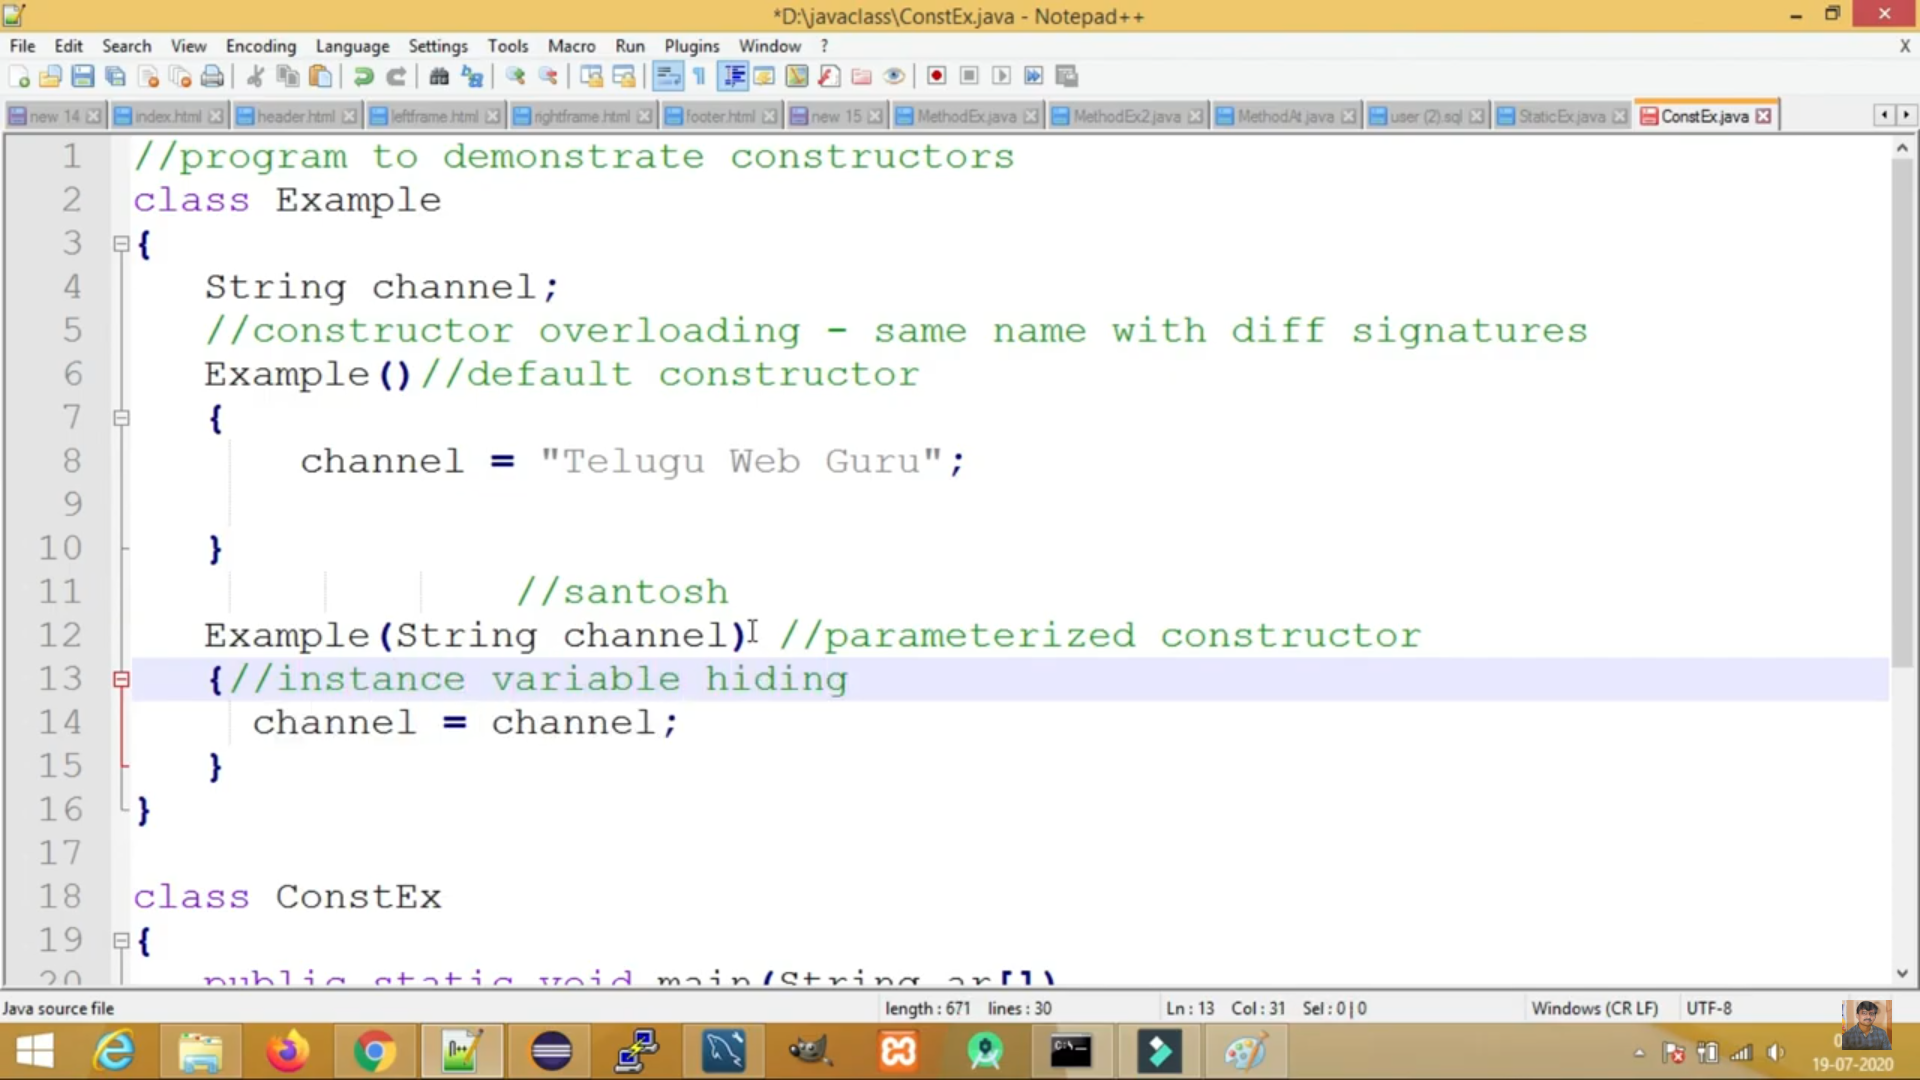 *D:\javaclass\ConstEx.java - Notepad++
File Edit Search View Encoding Language Settings Tools Macro Run Plugins Window ? X
new 14 index.html header.html leftframe.html rightframe.html footer.html new 15 MethodEx.java MethodEx2.java MethodAt.java user (2).sql StaticEx.java ConstEx.java
1 //program to demonstrate constructors
2 class Example
3 {
4 String channel;
5 //constructor overloading - same name with diff signatures
6 Example()//default constructor
7 {
8 channel = "Telugu Web Guru";
9
10 }
11 //santosh
12 Example(String channel) //parameterized constructor
13 {//instance variable hiding
14 channel = channel;
15 }
16 }
17
18 class ConstEx
19 {
20 public static void main(String ar[])
Java source file length : 671 lines : 30 Ln : 13 Col : 31 Sel : 0 | 0 Windows (CR LF) UTF-8
19-07-2020